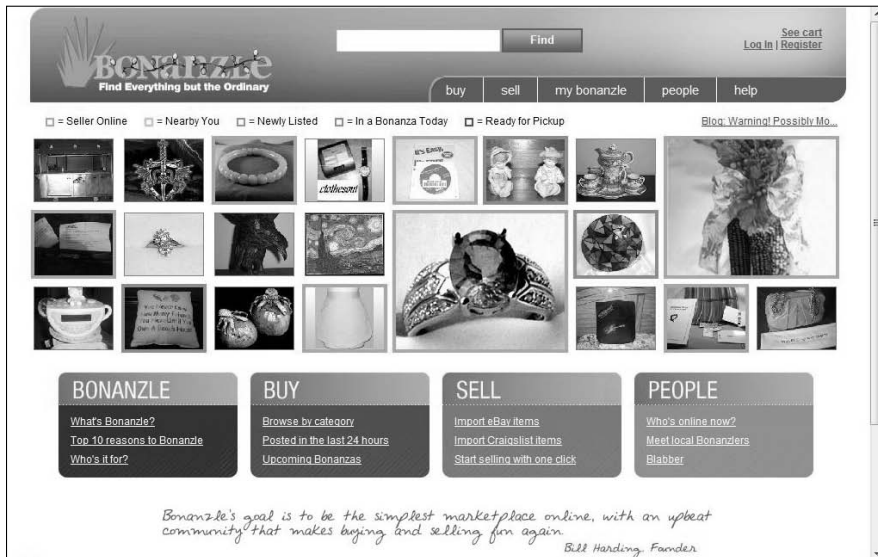 See cart
Find
Log In | Register
BONANZLE
Find Everything but the Ordinary
buy sell my bonanzle people help
= Seller Online = Nearby You = Newly Listed = In a Bonanza Today = Ready for Pickup Blog: Warning! Possibly Mo...
clothesout
BONANZLE BUY SELL PEOPLE
What's Bonanzle? Browse by category Import eBay items Who's online now?
Top 10 reasons to Bonanzle Posted in the last 24 hours Import Craigslist items Meet local Bonanzlers
Who's it for? Upcoming Bonanzas Start selling with one click Blabber
Bonanzle's goal is to be the simplest marketplace online, with an upbeat
community that makes buying and selling fun again.
Bill Harding, Founder